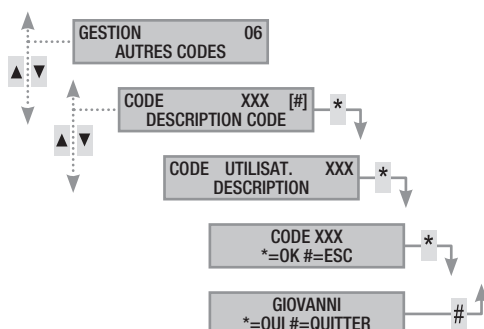 GESTION 06
AUTRES CODES
▲ ▼
CODE XXX [#]
DESCRIPTION CODE
*
▲ ▼
CODE UTILISAT. XXX
DESCRIPTION
*
CODE XXX
*=OK #=ESC
*
GIOVANNI
*=OUI #=QUITTER
#